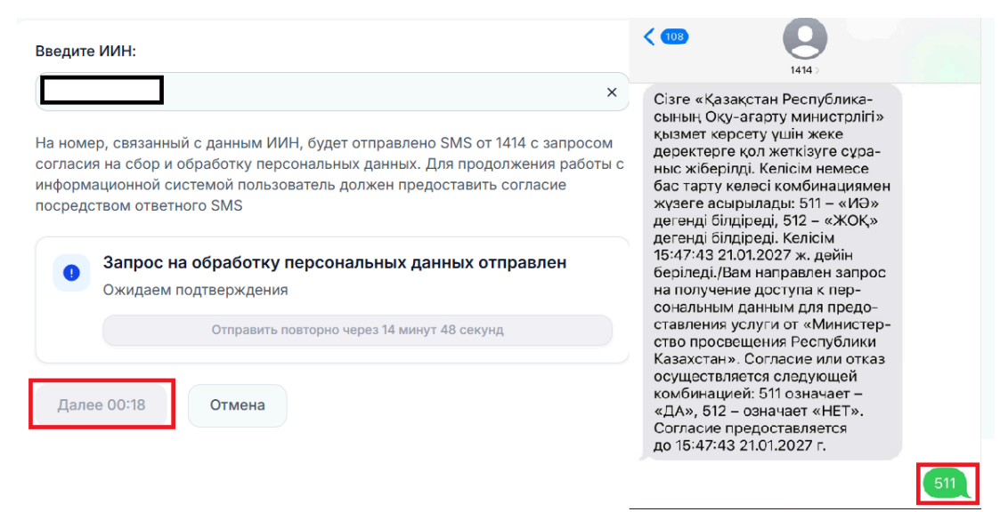 Введите ИИН:
На номер, связанный с данным ИИН, будет отправлено SMS от 1414 с запросом
согласия на сбор и обработку персональных данных. Для продолжения работы с
информационной системой пользователь должен предоставить согласие
посредством ответного SMS
Запрос на обработку персональных данных отправлен
Ожидаем подтверждения
Отправить повторно через 14 минут 48 секунд
Далее 00:18
Отмена
108
1414
Сізге «Қазақстан Республика-
сының Оқу-ағарту министрлігі»
қызмет көрсету үшін жеке
деректерге қол жеткізуге сұра-
ныс жіберілді. Келісім немесе
бас тарту келесі комбинациямен
жүзеге асырылады: 511 – «ИӘ»
дегенді білдіреді, 512 – «ЖОҚ»
дегенді білдіреді. Келісім
15:47:43 21.01.2027 ж. дейін
беріледі./Вам направлен запрос
на получение доступа к пер-
сональным данным для предо-
ставления услуги от «Министер-
ство просвещения Республики
Казахстан». Согласие или отказ
осуществляется следующей
комбинацией: 511 означает –
«ДА», 512 – означает «НЕТ».
Согласие предоставляется
до 15:47:43 21.01.2027 г.
511